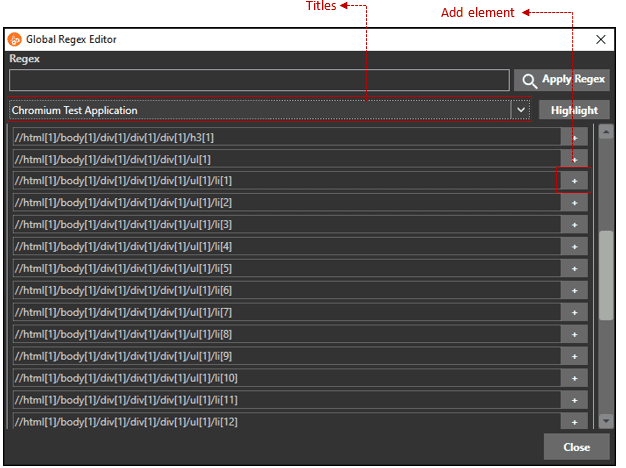 Titles
Add element
Global Regex Editor
Regex
Apply Regex
Chromium Test Application
Highlight
//html[1]/body[1]/div[1]/div[1]/div[1]/h3[1] +
//html[1]/body[1]/div[1]/div[1]/div[1]/ul[1] +
//html[1]/body[1]/div[1]/div[1]/div[1]/ul[1]/li[1] +
//html[1]/body[1]/div[1]/div[1]/div[1]/ul[1]/li[2] +
//html[1]/body[1]/div[1]/div[1]/div[1]/ul[1]/li[3] +
//html[1]/body[1]/div[1]/div[1]/div[1]/ul[1]/li[4] +
//html[1]/body[1]/div[1]/div[1]/div[1]/ul[1]/li[5] +
//html[1]/body[1]/div[1]/div[1]/div[1]/ul[1]/li[6] +
//html[1]/body[1]/div[1]/div[1]/div[1]/ul[1]/li[7] +
//html[1]/body[1]/div[1]/div[1]/div[1]/ul[1]/li[8] +
//html[1]/body[1]/div[1]/div[1]/div[1]/ul[1]/li[9] +
//html[1]/body[1]/div[1]/div[1]/div[1]/ul[1]/li[10] +
//html[1]/body[1]/div[1]/div[1]/div[1]/ul[1]/li[11] +
//html[1]/body[1]/div[1]/div[1]/div[1]/ul[1]/li[12] +
Close